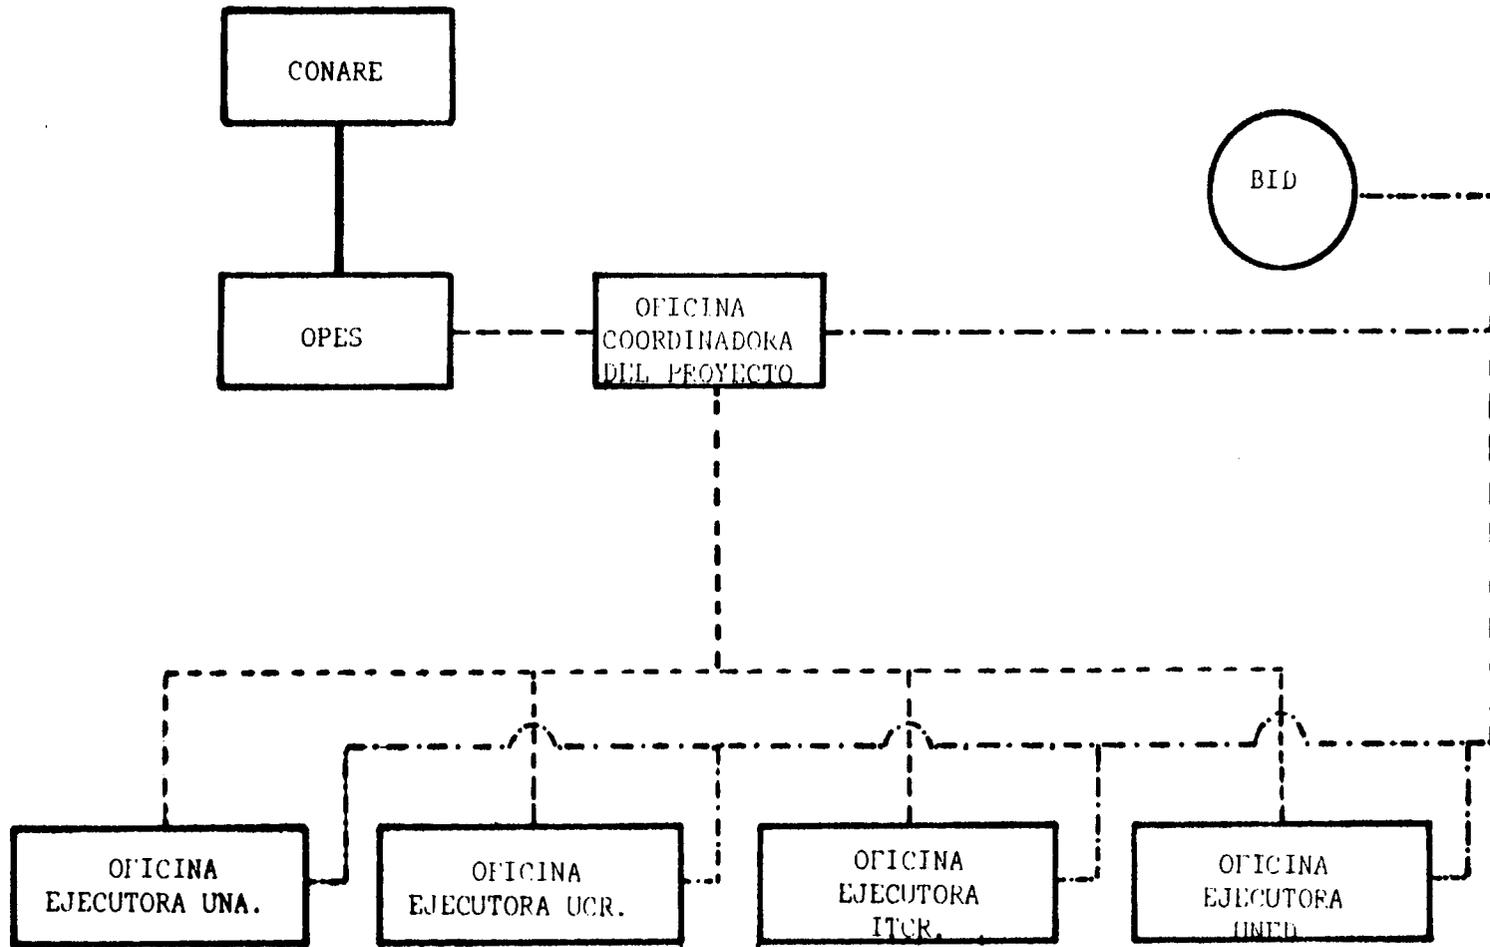 CONARE
BID
OPES
OFICINA
COORDINADORA
DEL PROYECTO
OFICINA
EJECUTORA UNA.
OFICINA
EJECUTORA UCR.
OFICINA
EJECUTORA
ITCR.
OFICINA
EJECUTORA
UNED